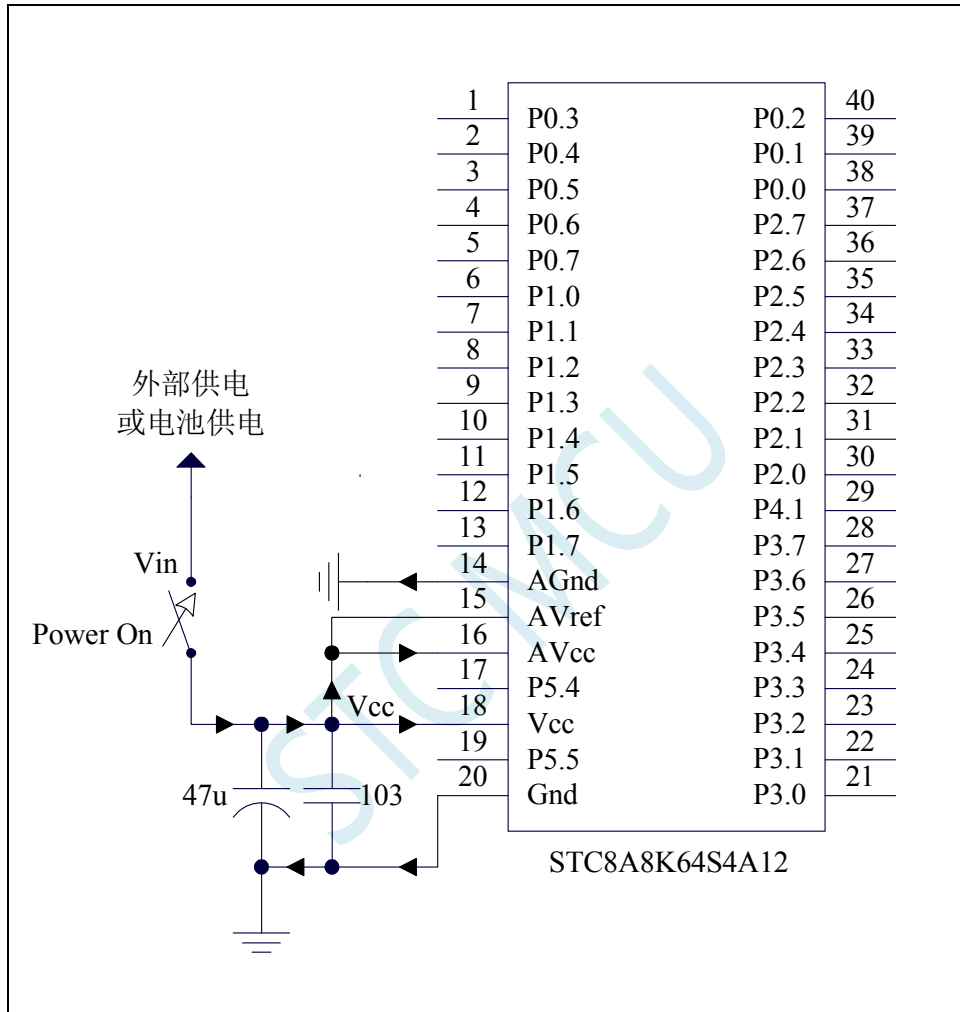 1 P0.3 P0.2 40
2 P0.4 P0.1 39
3 P0.5 P0.0 38
4 P0.6 P2.7 37
5 P0.7 P2.6 36
6 P1.0 P2.5 35
7 P1.1 P2.4 34
8 P1.2 P2.3 33
9 P1.3 P2.2 32
10 P1.4 P2.1 31
11 P1.5 P2.0 30
12 P1.6 P4.1 29
13 P1.7 P3.7 28
14 AGnd P3.6 27
15 AVref P3.5 26
16 AVcc P3.4 25
17 P5.4 P3.3 24
18 Vcc P3.2 23
19 P5.5 P3.1 22
20 Gnd P3.0 21
外部供电
或电池供电
Vin
Power On
Vcc
47u
103
STC8A8K64S4A12
STC MCU